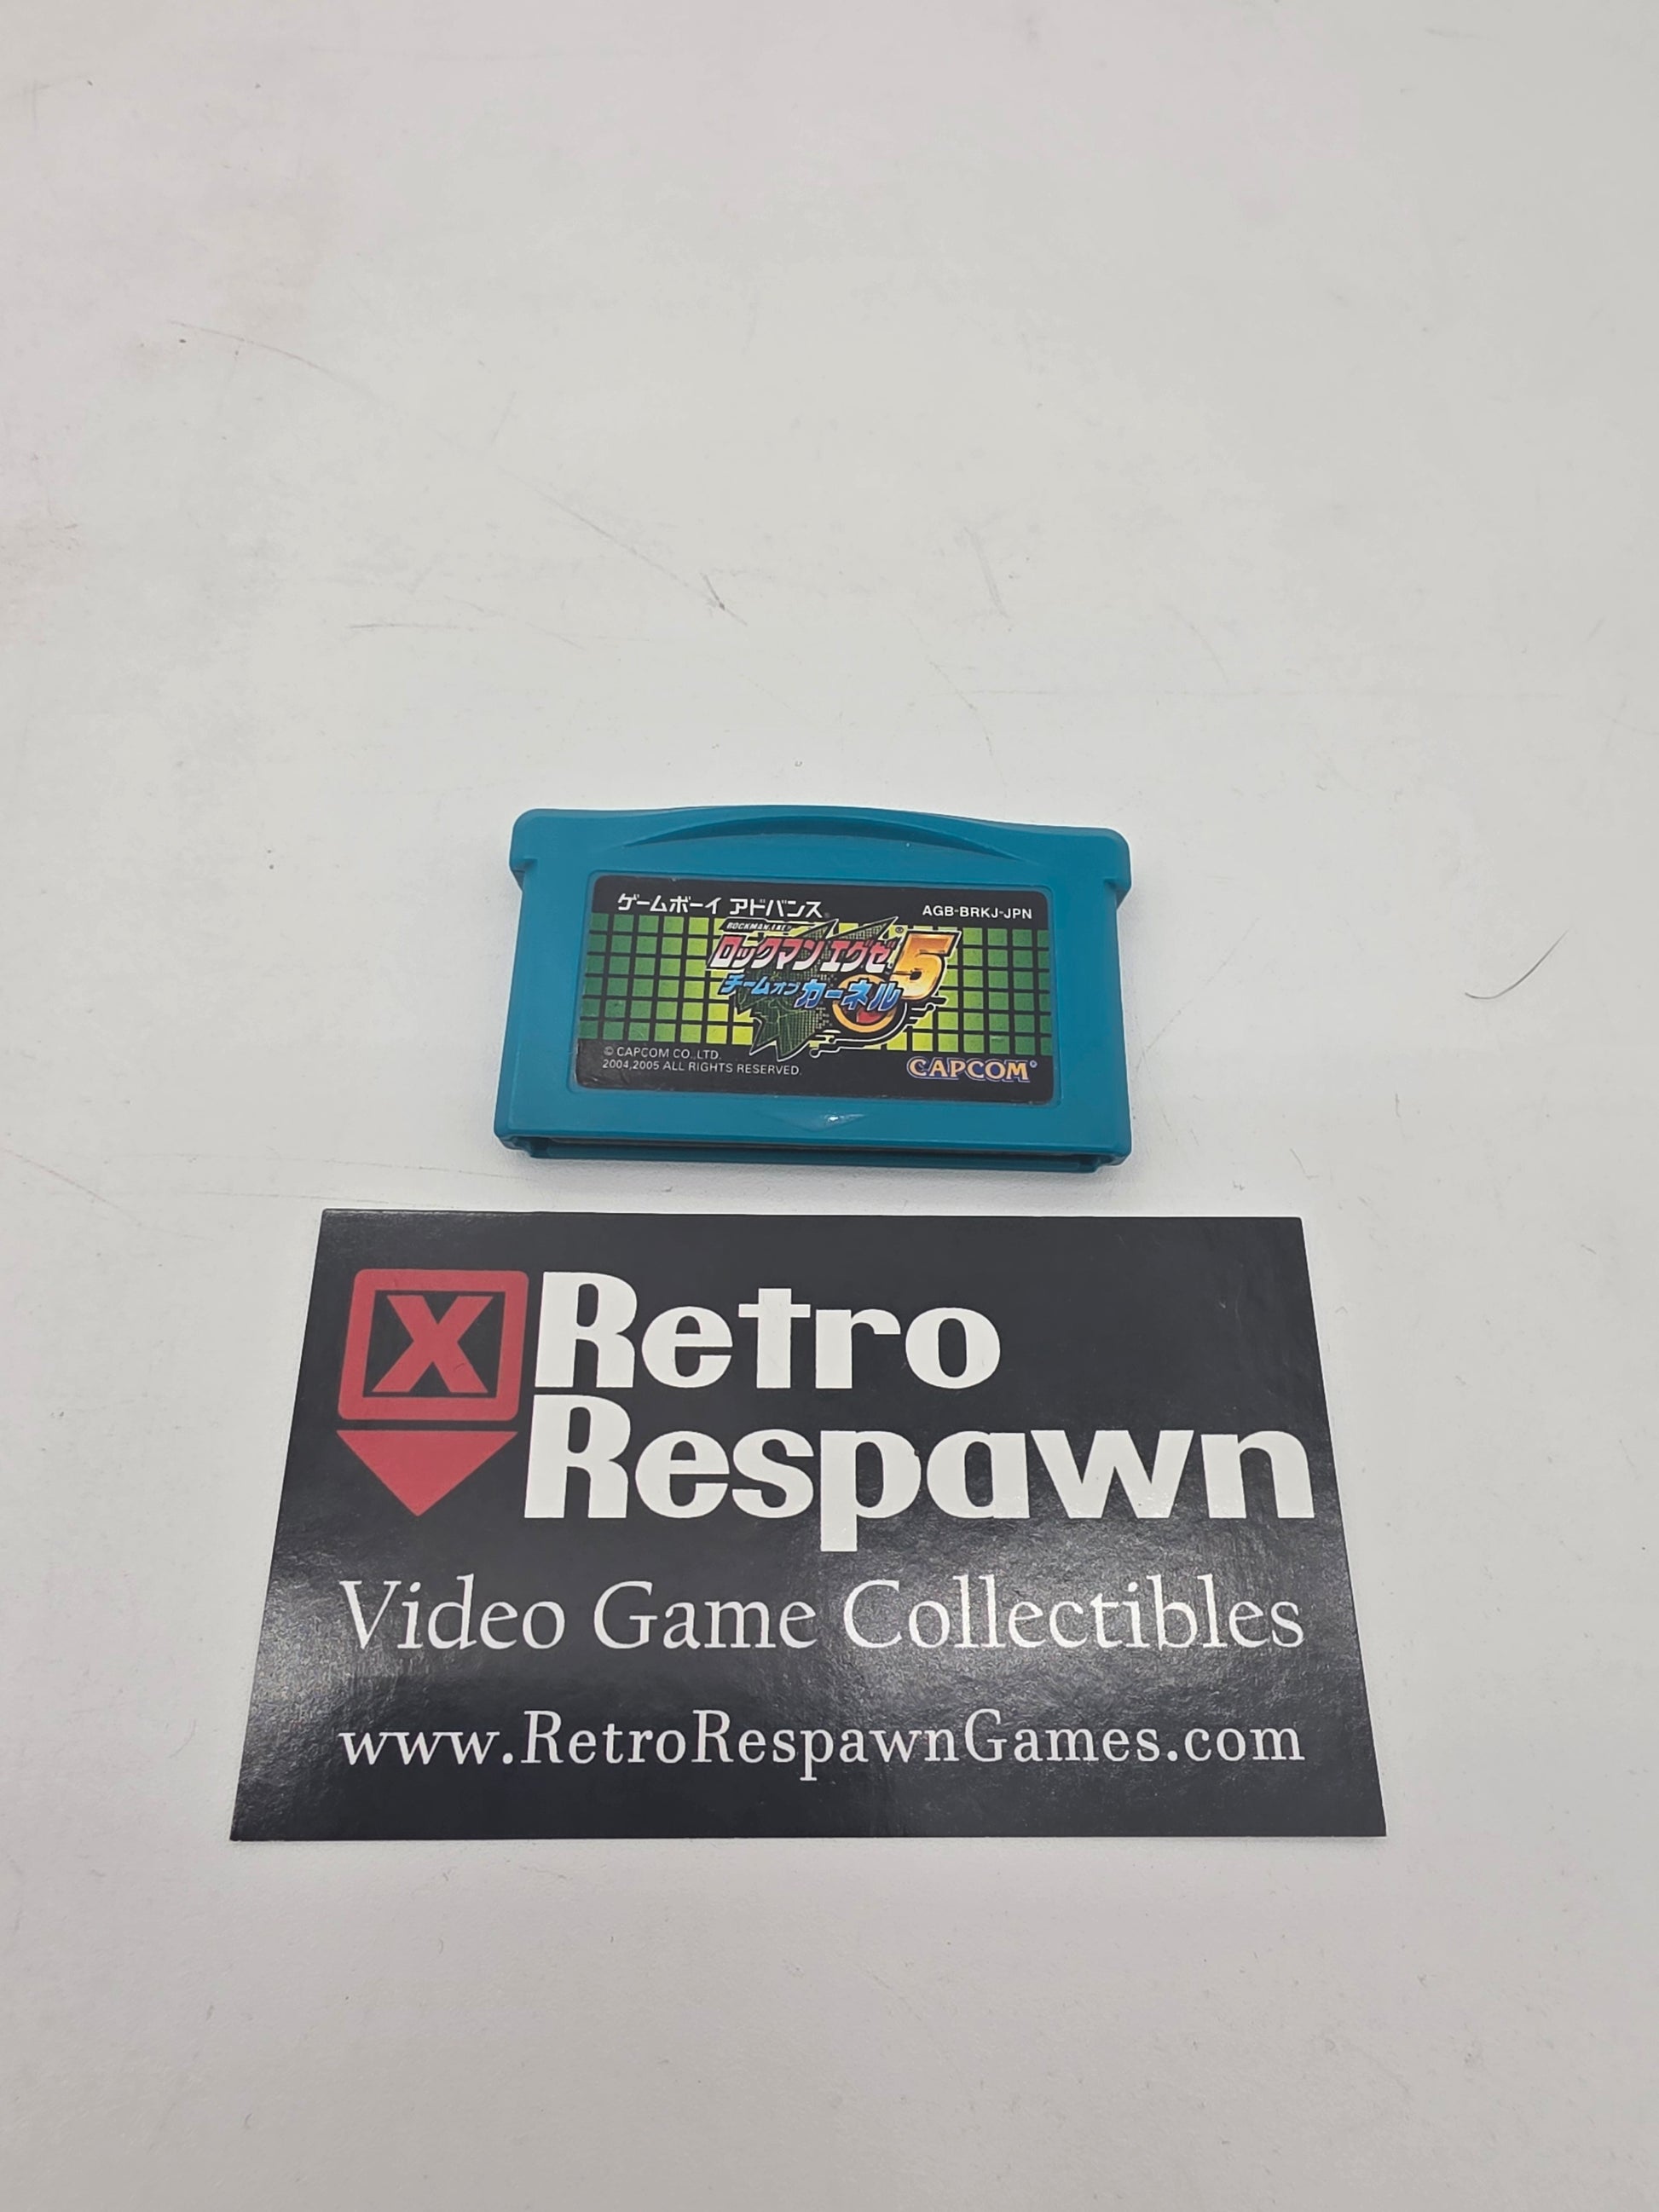 ゲームボーイ アドバンス
AGB-BRKJ-JPN
ROCKMAN EXE
ロックマン エグゼ 5
チーム オブ カーネル
© CAPCOM CO.,LTD.
2004,2005 ALL RIGHTS RESERVED.
CAPCOM®
X Retro
Respawn
Video Game Collectibles
www.RetroRespawnGames.com